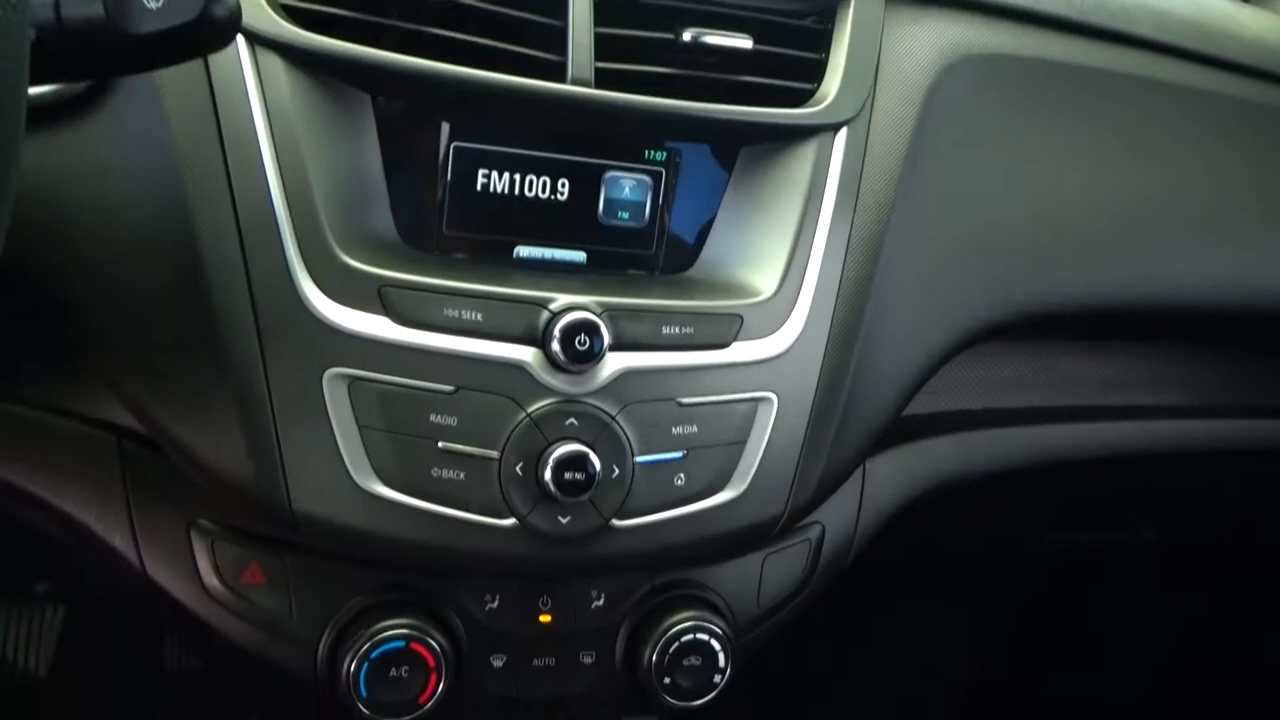 17:07
FM100.9
FM
SEEK
SEEK
RADIO
MEDIA
BACK
MENU
AUTO
A/C